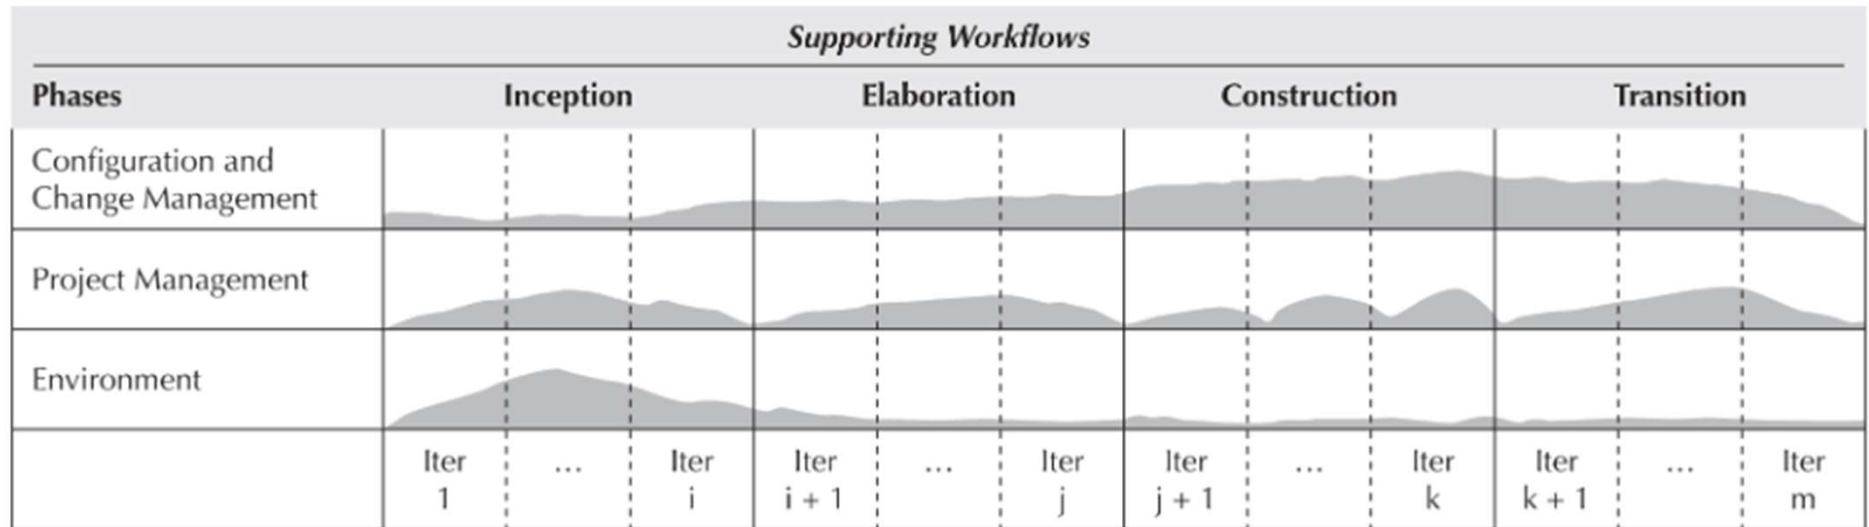 Supporting Workflows
Phases Inception Elaboration Construction Transition
Configuration and
Change Management
Project Management
Environment
Iter ... Iter Iter ... Iter Iter ... Iter Iter ... Iter
1 i i + 1 j j + 1 k k + 1 m